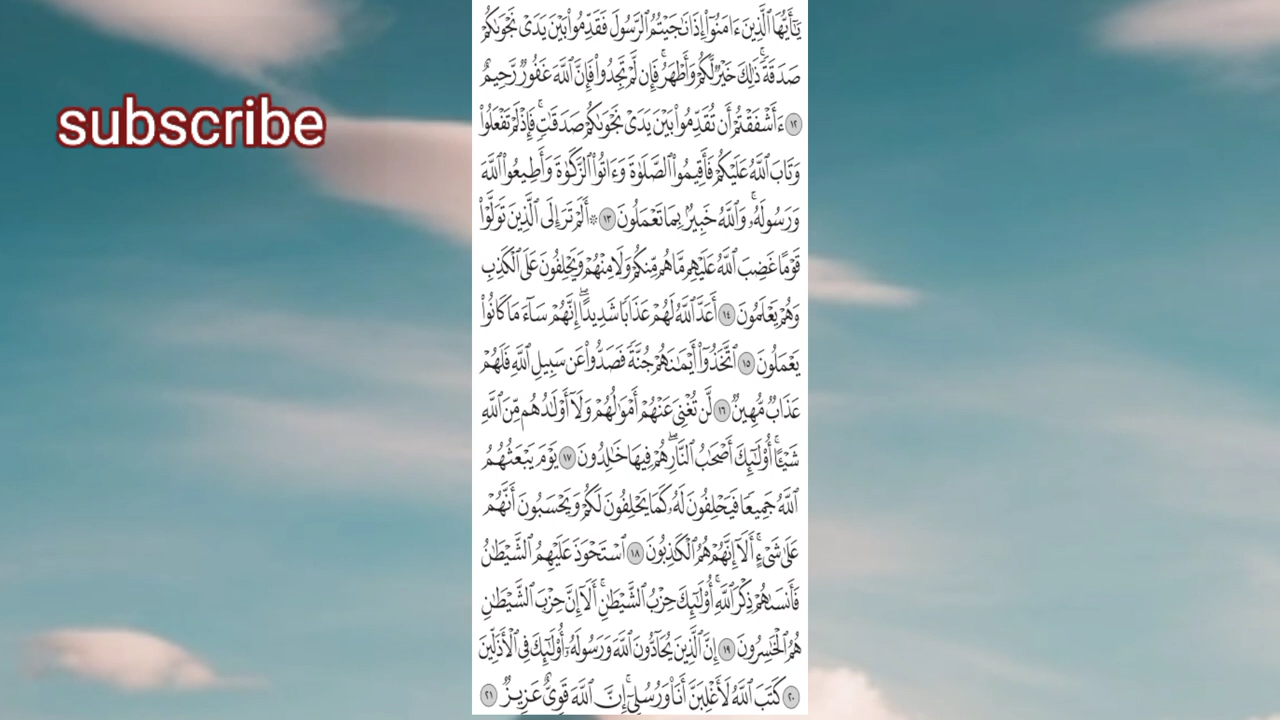 subscribe
يَٰٓأَيُّهَا ٱلَّذِينَ ءَامَنُوٓا۟ إِذَا نَٰجَيْتُمُ ٱلرَّسُولَ فَقَدِّمُوا۟ بَيْنَ يَدَىْ نَجْوَىٰكُمْ
صَدَقَةً ۚ ذَٰلِكَ خَيْرٌ لَّكُمْ وَأَطْهَرُ ۚ فَإِن لَّمْ تَجِدُوا۟ فَإِنَّ ٱللَّهَ غَفُورٌ رَّحِيمٌ
١٢ ءَأَشْفَقْتُمْ أَن تُقَدِّمُوا۟ بَيْنَ يَدَىْ نَجْوَىٰكُمْ صَدَقَٰتٍ ۚ فَإِذْ لَمْ تَفْعَلُوا۟
وَتَابَ ٱللَّهُ عَلَيْكُمْ فَأَقِيمُوا۟ ٱلصَّلَوٰةَ وَءَاتُوا۟ ٱلزَّكَوٰةَ وَأَطِيعُوا۟ ٱللَّهَ
وَرَسُولَهُۥ ۚ وَٱللَّهُ خَبِيرٌۢ بِمَا تَعْمَلُونَ ١٣ ۞ أَلَمْ تَرَ إِلَى ٱلَّذِينَ تَوَلَّوْا۟
قَوْمًا غَضِبَ ٱللَّهُ عَلَيْهِم مَّا هُم مِّنكُمْ وَلَا مِنْهُمْ وَيَحْلِفُونَ عَلَى ٱلْكَذِبِ
وَهُمْ يَعْلَمُونَ ١٤ أَعَدَّ ٱللَّهُ لَهُمْ عَذَابًا شَدِيدًا ۖ إِنَّهُمْ سَآءَ مَا كَانُوا۟
يَعْمَلُونَ ١٥ ٱتَّخَذُوٓا۟ أَيْمَٰنَهُمْ جُنَّةً فَصَدُّوا۟ عَن سَبِيلِ ٱللَّهِ فَلَهُمْ
عَذَابٌ مُّهِينٌ ١٦ لَّن تُغْنِىَ عَنْهُمْ أَمْوَٰلُهُمْ وَلَآ أَوْلَٰدُهُم مِّنَ ٱللَّهِ
شَيْـًٔا ۚ أُو۟لَٰٓئِكَ أَصْحَٰبُ ٱلنَّارِ ۖ هُمْ فِيهَا خَٰلِدُونَ ١٧ يَوْمَ يَبْعَثُهُمُ
ٱللَّهُ جَمِيعًا فَيَحْلِفُونَ لَهُۥ كَمَا يَحْلِفُونَ لَكُمْ وَيَحْسَبُونَ أَنَّهُمْ
عَلَىٰ شَىْءٍ ۚ أَلَآ إِنَّهُمْ هُمُ ٱلْكَٰذِبُونَ ١٨ ٱسْتَحْوَذَ عَلَيْهِمُ ٱلشَّيْطَٰنُ
فَأَنسَىٰهُمْ ذِكْرَ ٱللَّهِ ۚ أُو۟لَٰٓئِكَ حِزْبُ ٱلشَّيْطَٰنِ ۚ أَلَآ إِنَّ حِزْبَ ٱلشَّيْطَٰنِ
هُمُ ٱلْخَٰسِرُونَ ١٩ إِنَّ ٱلَّذِينَ يُحَآدُّونَ ٱللَّهَ وَرَسُولَهُۥٓ أُو۟لَٰٓئِكَ فِى ٱلْأَذَلِّينَ
٢٠ كَتَبَ ٱللَّهُ لَأَغْلِبَنَّ أَنَا۠ وَرُسُلِىٓ ۚ إِنَّ ٱللَّهَ قَوِىٌّ عَزِيزٌ ٢١